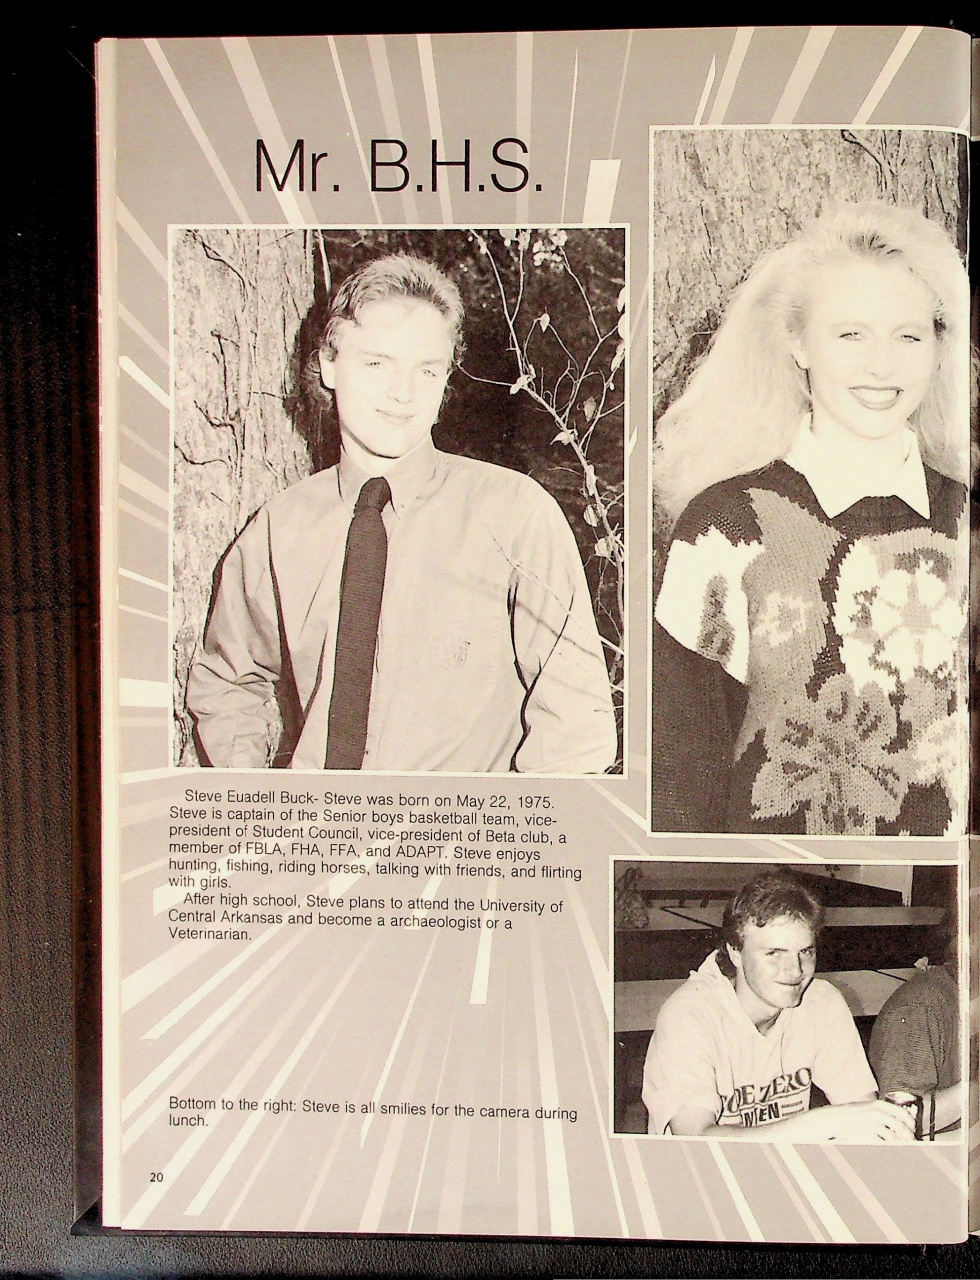 Mr. B.H.S.
Steve Euadell Buck- Steve was born on May 22, 1975.
Steve is captain of the Senior boys basketball team, vice-
president of Student Council, vice-president of Beta club, a
member of FBLA, FHA, FFA, and ADAPT. Steve enjoys
hunting, fishing, riding horses, talking with friends, and flirting
with girls.
After high school, Steve plans to attend the University of
Central Arkansas and become a archaeologist or a
Veterinarian.
ZERO
Bottom to the right: Steve is all smilies for the camera during
lunch.
20